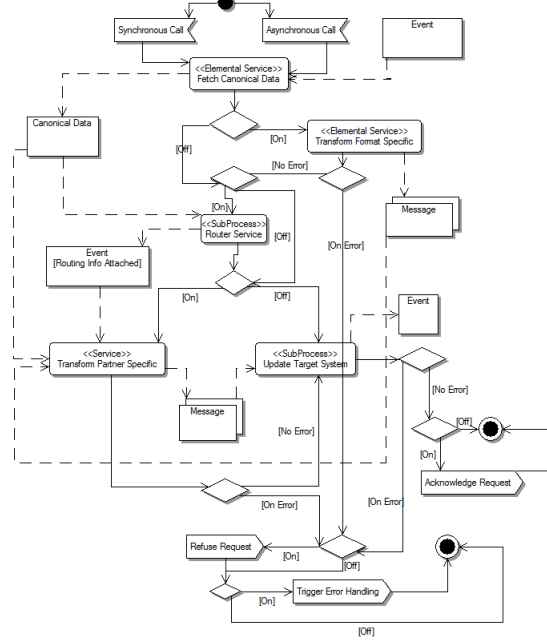 Synchronous Call
Asynchronous Call
Event
<<Elemental Service>>
Fetch Canonical Data
Canonical Data
[On]
<<Elemental Service>>
Transform Format Specific
[Off]
[No Error]
[On]
Message
<<SubProcess>>
Router Service
[Off]
[On Error]
Event
[Routing Info Attached]
[On]
[Off]
Event
<<Service>>
Transform Partner Specific
<<SubProcess>>
Update Target System
[No Error]
Message
[No Error]
[Off]
[On]
Acknowledge Request
[On Error]
[On Error]
Refuse Request
[On]
[Off]
Trigger Error Handling
[On]
[Off]